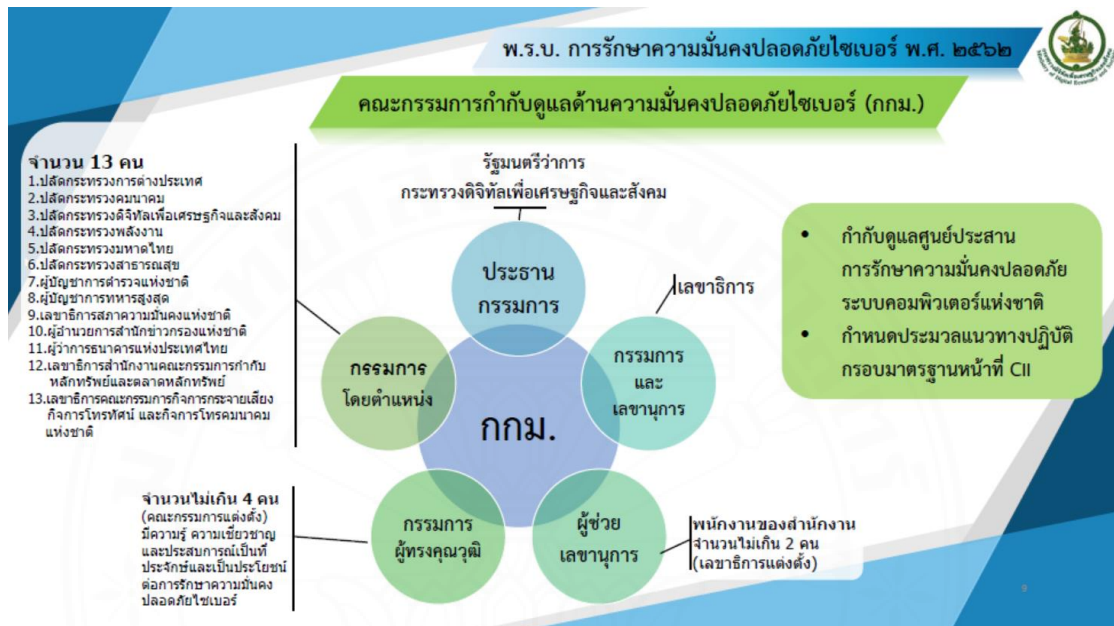 พ.ร.บ. การรักษาความมั่นคงปลอดภัยไซเบอร์ พ.ศ. ๒๕๖๒
คณะกรรมการกำกับดูแลด้านความมั่นคงปลอดภัยไซเบอร์ (กกม.)
จำนวน 13 คน
1.ปลัดกระทรวงการต่างประเทศ
2.ปลัดกระทรวงคมนาคม
3.ปลัดกระทรวงดิจิทัลเพื่อเศรษฐกิจและสังคม
4.ปลัดกระทรวงพลังงาน
5.ปลัดกระทรวงมหาดไทย
6.ปลัดกระทรวงสาธารณสุข
7.ผู้บัญชาการตำรวจแห่งชาติ
8.ผู้บัญชาการทหารสูงสุด
9.เลขาธิการสภาความมั่นคงแห่งชาติ
10.ผู้อำนวยการสำนักข่าวกรองแห่งชาติ
11.ผู้ว่าการธนาคารแห่งประเทศไทย
12.เลขาธิการสำนักงานคณะกรรมการกำกับ
หลักทรัพย์และตลาดหลักทรัพย์
13.เลขาธิการคณะกรรมการกิจการกระจายเสียง
กิจการโทรทัศน์ และกิจการโทรคมนาคม
แห่งชาติ
รัฐมนตรีว่าการ
กระทรวงดิจิทัลเพื่อเศรษฐกิจและสังคม
ประธาน
กรรมการ
เลขาธิการ
กรรมการ
และ
เลขานุการ
กรรมการ
โดยตำแหน่ง
กกม.
กรรมการ
ผู้ทรงคุณวุฒิ
ผู้ช่วย
เลขานุการ
จำนวนไม่เกิน 4 คน
(คณะกรรมการแต่งตั้ง)
มีความรู้ ความเชี่ยวชาญ
และประสบการณ์เป็นที่
ประจักษ์และเป็นประโยชน์
ต่อการรักษาความมั่นคง
ปลอดภัยไซเบอร์
พนักงานของสำนักงาน
จำนวนไม่เกิน 2 คน
(เลขาธิการแต่งตั้ง)
• กำกับดูแลศูนย์ประสาน
การรักษาความมั่นคงปลอดภัย
ระบบคอมพิวเตอร์แห่งชาติ
• กำหนดประมวลแนวทางปฏิบัติ
กรอบมาตรฐานหน้าที่ CII
9